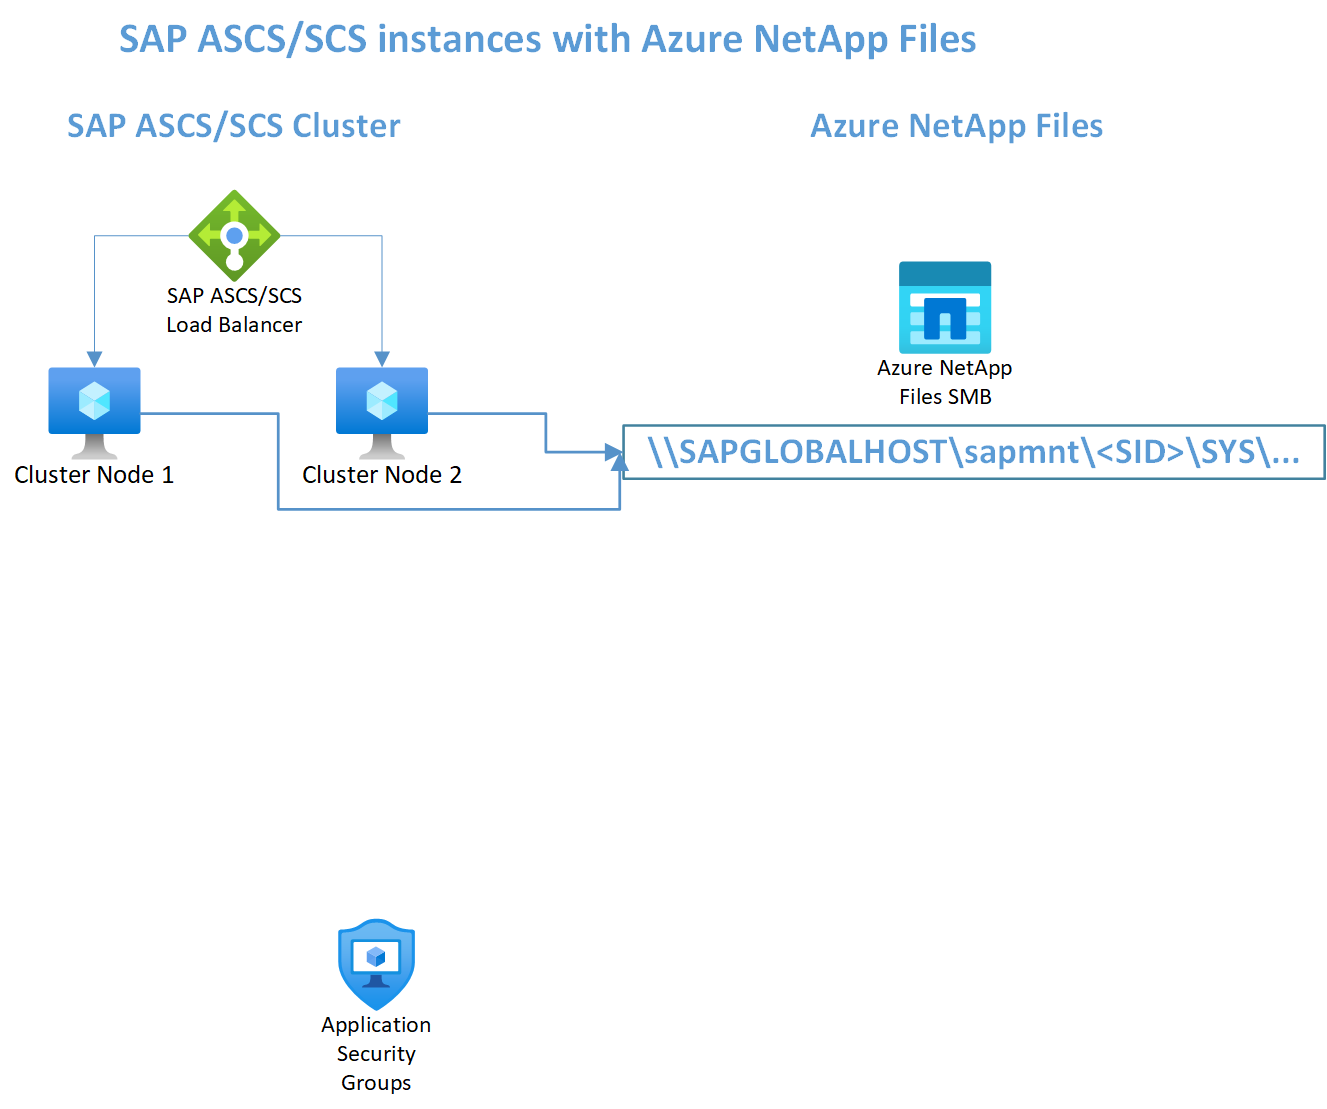 SAP ASCS/SCS instances with Azure NetApp Files
SAP ASCS/SCS Cluster
Azure NetApp Files
SAP ASCS/SCS
Load Balancer
Azure NetApp
Files SMB
\\SAPGLOBALHOST\sapmnt\<SID>\SYS\...
Cluster Node 1
Cluster Node 2
Application
Security
Groups